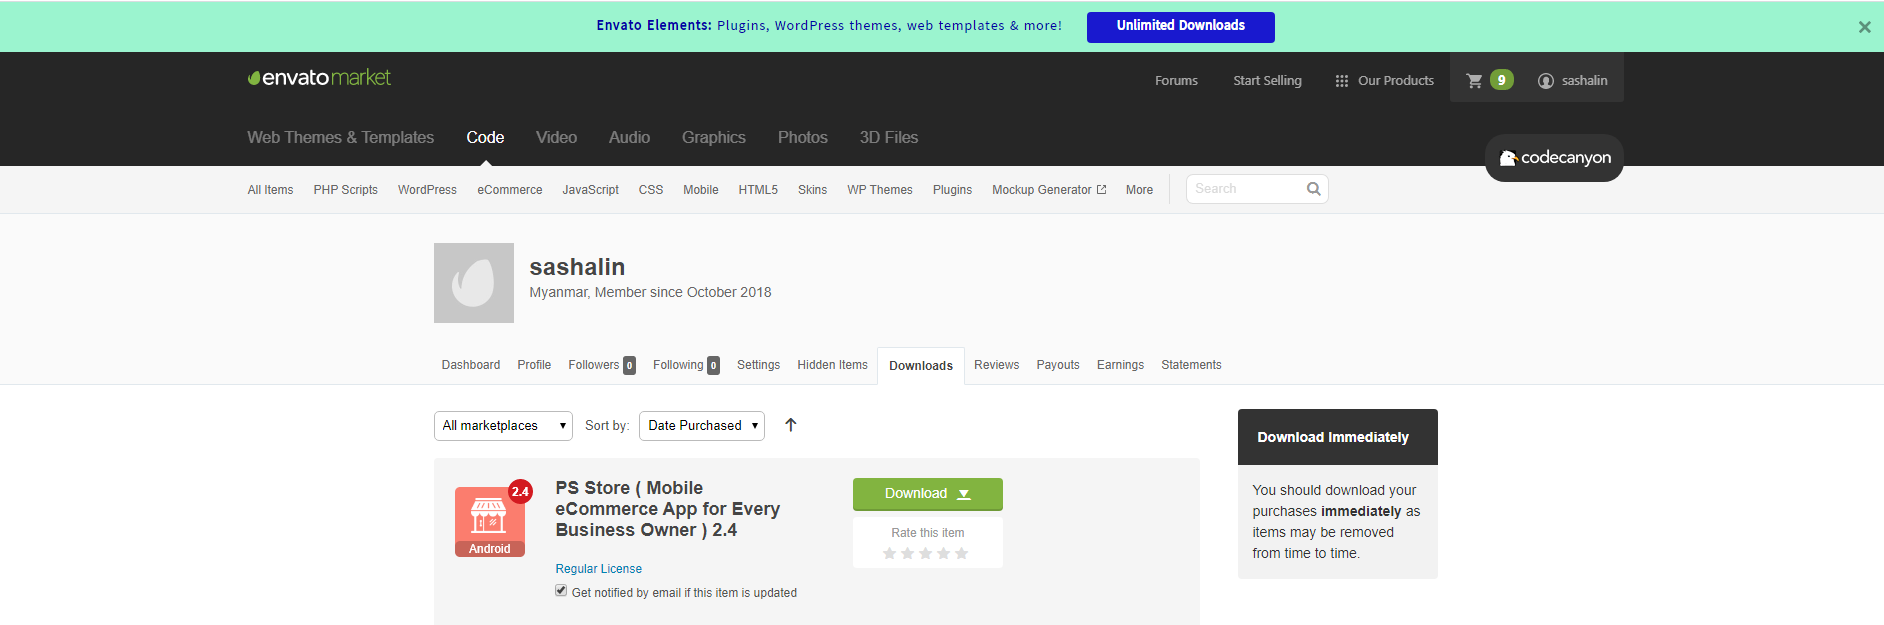 Envato Elements: Plugins, WordPress themes, web templates & more! Unlimited Downloads
envatomarket Forums Start Selling Our Products 9 sashalin
Web Themes & Templates Code Video Audio Graphics Photos 3D Files
codecanyon
All Items PHP Scripts WordPress eCommerce JavaScript CSS Mobile HTML5 Skins WP Themes Plugins Mockup Generator More Search
sashalin
Myanmar, Member since October 2018
Dashboard Profile Followers 0 Following 0 Settings Hidden Items Downloads Reviews Payouts Earnings Statements
All marketplaces Sort by: Date Purchased
2.4
Android
PS Store ( Mobile
eCommerce App for Every
Business Owner ) 2.4
Regular License
Get notified by email if this item is updated
Download
Rate this item
Download Immediately
You should download your
purchases immediately as
items may be removed
from time to time.